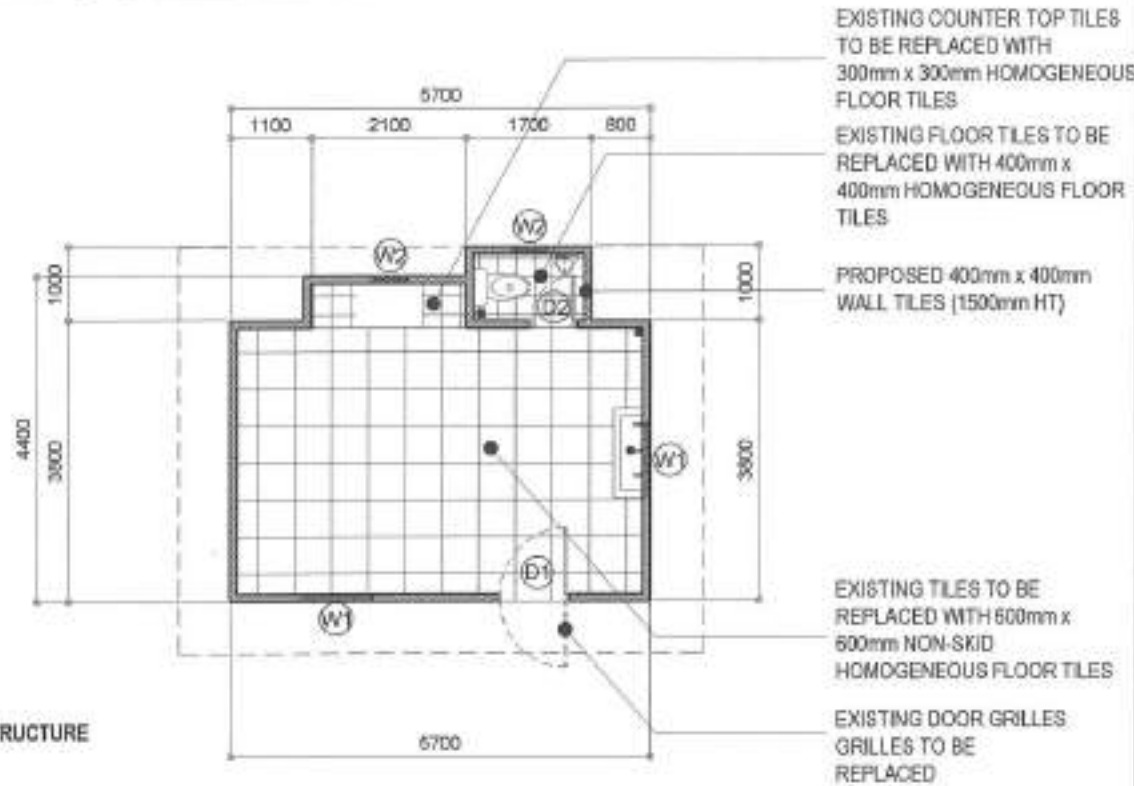 EXISTING COUNTER TOP TILES
TO BE REPLACED WITH
300mm x 300mm HOMOGENEOUS
FLOOR TILES
5700
1100
2100
1700
800
EXISTING FLOOR TILES TO BE
REPLACED WITH 400mm x
400mm HOMOGENEOUS FLOOR
TILES
W2
W2
1000
1000
D2
PROPOSED 400mm x 400mm
WALL TILES (1500mm HT)
4400
3800
3800
W1
D1
W1
EXISTING TILES TO BE
REPLACED WITH 600mm x
600mm NON-SKID
HOMOGENEOUS FLOOR TILES
RUCTURE
5700
EXISTING DOOR GRILLES
GRILLES TO BE
REPLACED